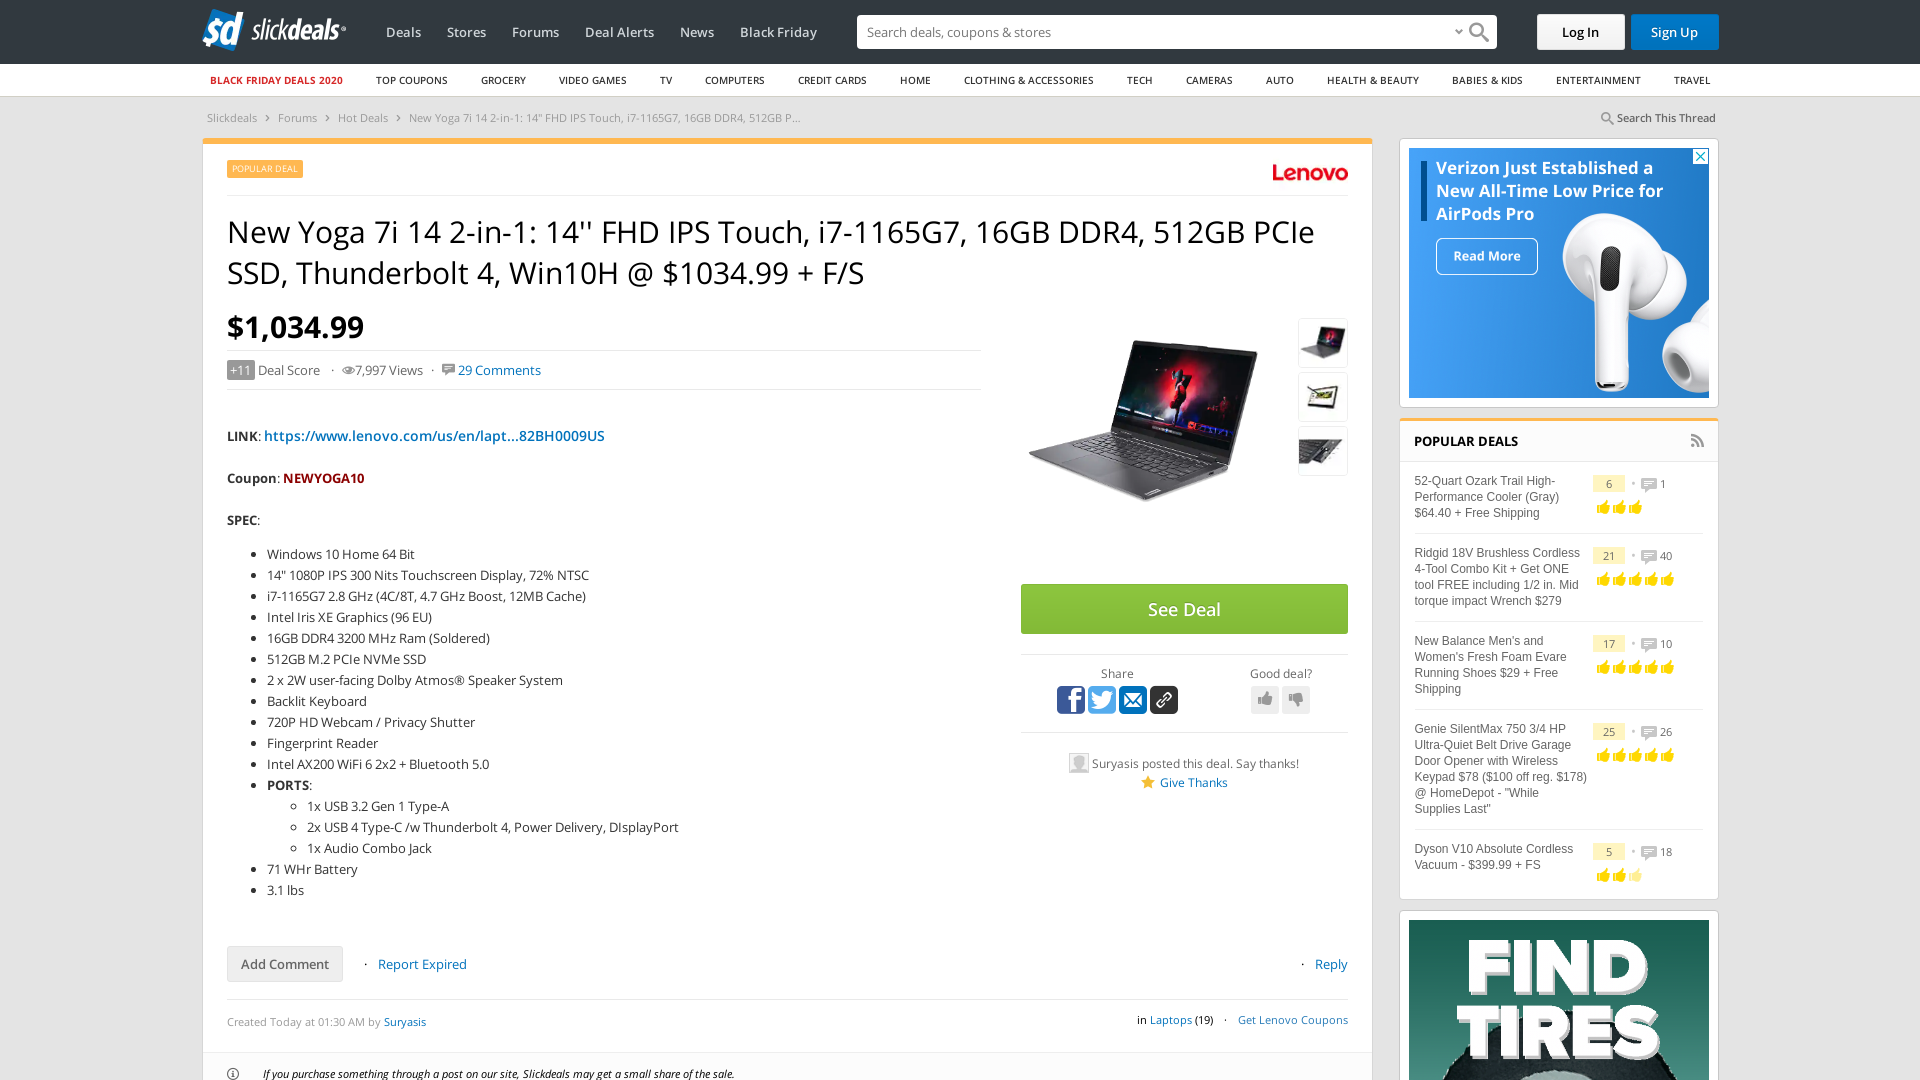 slickdeals
Deals
Stores
Forums
Deal Alerts
News
Black Friday
Search deals, coupons & stores
Log In
Sign Up
BLACK FRIDAY DEALS 2020
TOP COUPONS
GROCERY
VIDEO GAMES
TV
COMPUTERS
CREDIT CARDS
HOME
CLOTHING & ACCESSORIES
TECH
CAMERAS
AUTO
HEALTH & BEAUTY
BABIES & KIDS
ENTERTAINMENT
TRAVEL
Slickdeals › Forums › Hot Deals › New Yoga 7i 14 2-in-1: 14" FHD IPS Touch, i7-1165G7, 16GB DDR4, 512GB P...
Search This Thread
POPULAR DEAL
Lenovo
New Yoga 7i 14 2-in-1: 14'' FHD IPS Touch, i7-1165G7, 16GB DDR4, 512GB PCIe
SSD, Thunderbolt 4, Win10H @ $1034.99 + F/S
$1,034.99
+11 Deal Score · 7,997 Views · 29 Comments
LINK: https://www.lenovo.com/us/en/lapt...82BH0009US
Coupon: NEWYOGA10
SPEC:
Windows 10 Home 64 Bit
14" 1080P IPS 300 Nits Touchscreen Display, 72% NTSC
i7-1165G7 2.8 GHz (4C/8T, 4.7 GHz Boost, 12MB Cache)
Intel Iris XE Graphics (96 EU)
16GB DDR4 3200 MHz Ram (Soldered)
512GB M.2 PCIe NVMe SSD
2 x 2W user-facing Dolby Atmos® Speaker System
Backlit Keyboard
720P HD Webcam / Privacy Shutter
Fingerprint Reader
Intel AX200 WiFi 6 2x2 + Bluetooth 5.0
PORTS:
1x USB 3.2 Gen 1 Type-A
2x USB 4 Type-C /w Thunderbolt 4, Power Delivery, DIsplayPort
1x Audio Combo Jack
71 WHr Battery
3.1 lbs
See Deal
Share
Good deal?
Suryasis posted this deal. Say thanks!
Give Thanks
Add Comment
· Report Expired
· Reply
Created Today at 01:30 AM by Suryasis
in Laptops (19) · Get Lenovo Coupons
If you purchase something through a post on our site, Slickdeals may get a small share of the sale.
Verizon Just Established a
New All-Time Low Price for
AirPods Pro
Read More
POPULAR DEALS
52-Quart Ozark Trail High-
Performance Cooler (Gray)
$64.40 + Free Shipping
6 • 1
Ridgid 18V Brushless Cordless
4-Tool Combo Kit + Get ONE
tool FREE including 1/2 in. Mid
torque impact Wrench $279
21 • 40
New Balance Men's and
Women's Fresh Foam Evare
Running Shoes $29 + Free
Shipping
17 • 10
Genie SilentMax 750 3/4 HP
Ultra-Quiet Belt Drive Garage
Door Opener with Wireless
Keypad $78 ($100 off reg. $178)
@ HomeDepot - "While
Supplies Last"
25 • 26
Dyson V10 Absolute Cordless
Vacuum - $399.99 + FS
5 • 18
FIND
TIRES